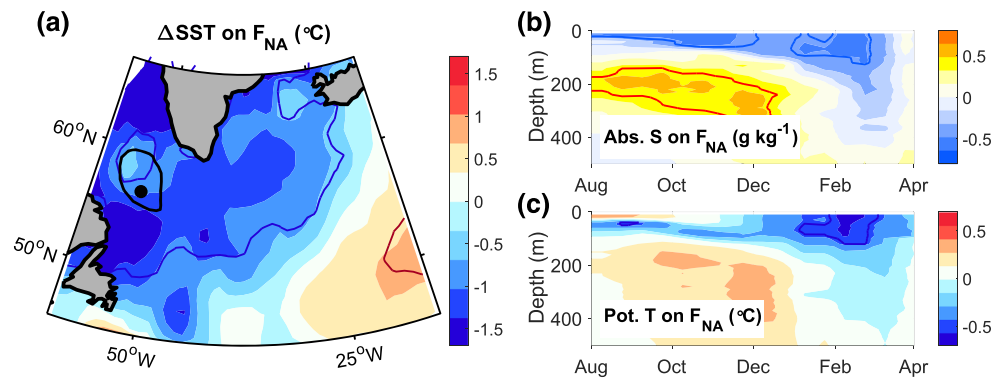 (a)
ΔSST on F_NA (°C)
60°N
50°N
50°W
25°W
1.5
1
0.5
0
-0.5
-1
-1.5
(b)
Depth (m)
0
200
400
Abs. S on F_NA (g kg⁻¹)
Aug
Oct
Dec
Feb
Apr
0.5
0
-0.5
(c)
Depth (m)
0
200
400
Pot. T on F_NA (°C)
Aug
Oct
Dec
Feb
Apr
0.5
0
-0.5